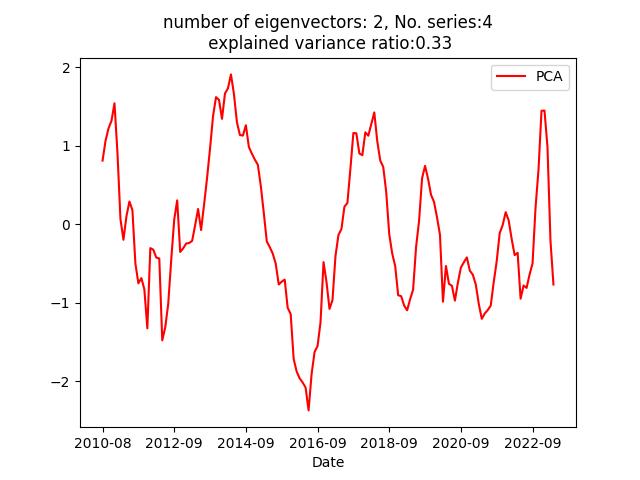 number of eigenvectors: 2, No. series:4
explained variance ratio:0.33
PCA
2
1
0
−1
−2
2010-08 2012-09 2014-09 2016-09 2018-09 2020-09 2022-09
Date